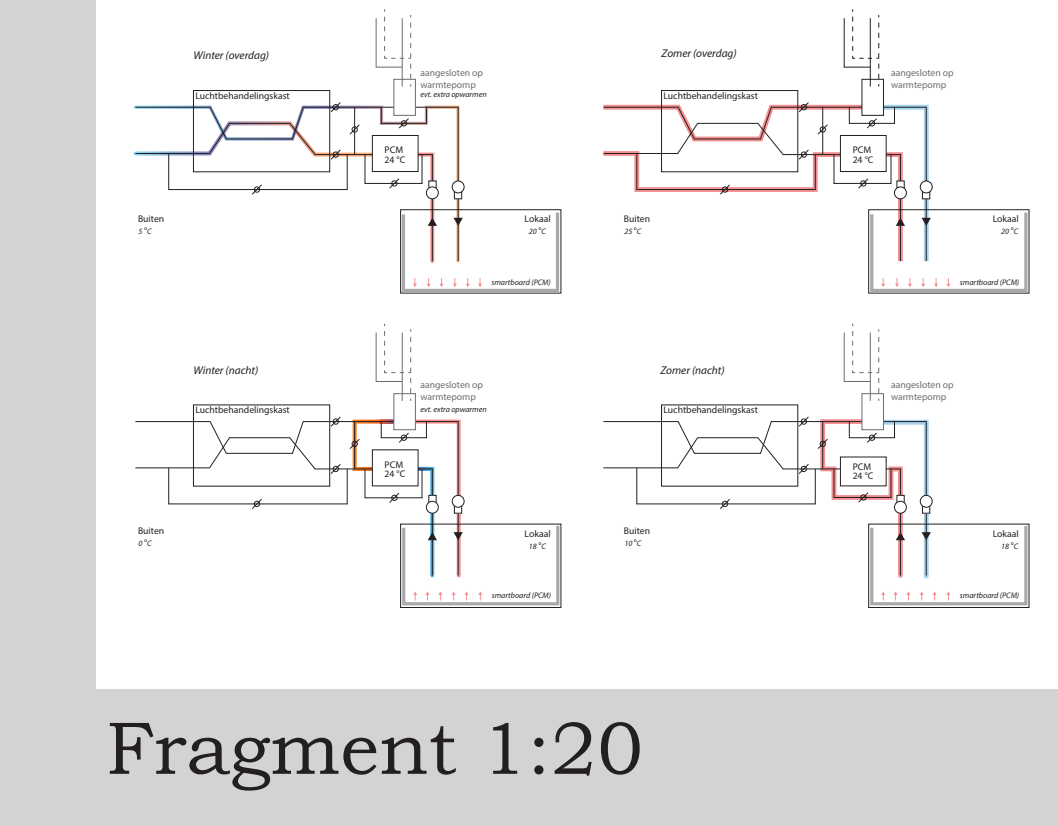 Winter (overdag)
aangesloten op
warmtepomp
evt. extra opwarmen
Luchtbehandelingskast
PCM
24 °C
Buiten
5°C
Lokaal
20°C
smartboard (PCM)
Zomer (overdag)
aangesloten op
warmtepomp
Luchtbehandelingskast
PCM
24 °C
Buiten
25°C
Lokaal
20°C
smartboard (PCM)
Winter (nacht)
aangesloten op
warmtepomp
evt. extra opwarmen
Luchtbehandelingskast
PCM
24 °C
Buiten
0°C
Lokaal
18°C
smartboard (PCM)
Zomer (nacht)
aangesloten op
warmtepomp
Luchtbehandelingskast
PCM
24 °C
Buiten
10°C
Lokaal
18°C
smartboard (PCM)
Fragment 1:20